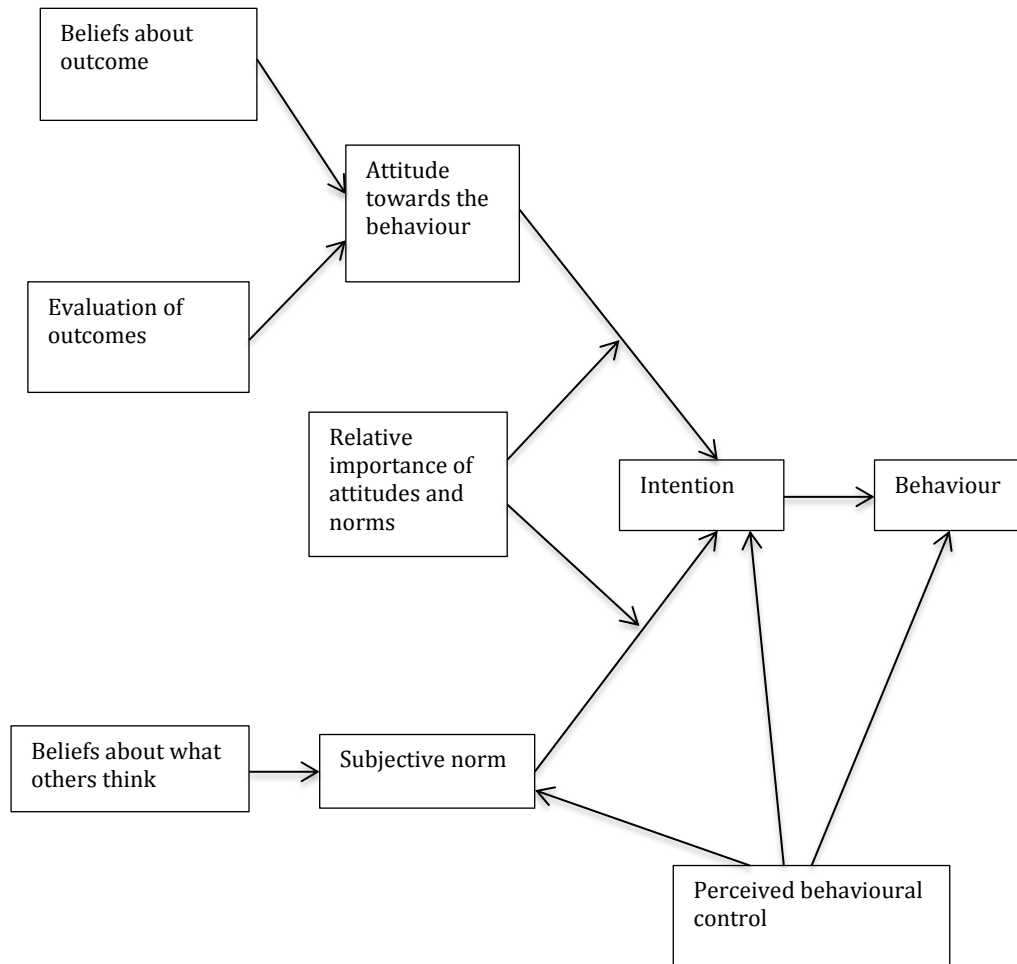 Beliefs about
outcome
Attitude
towards the
behaviour
Evaluation of
outcomes
Relative
importance of
attitudes and
norms
Intention
Behaviour
Beliefs about what
others think
Subjective norm
Perceived behavioural
control